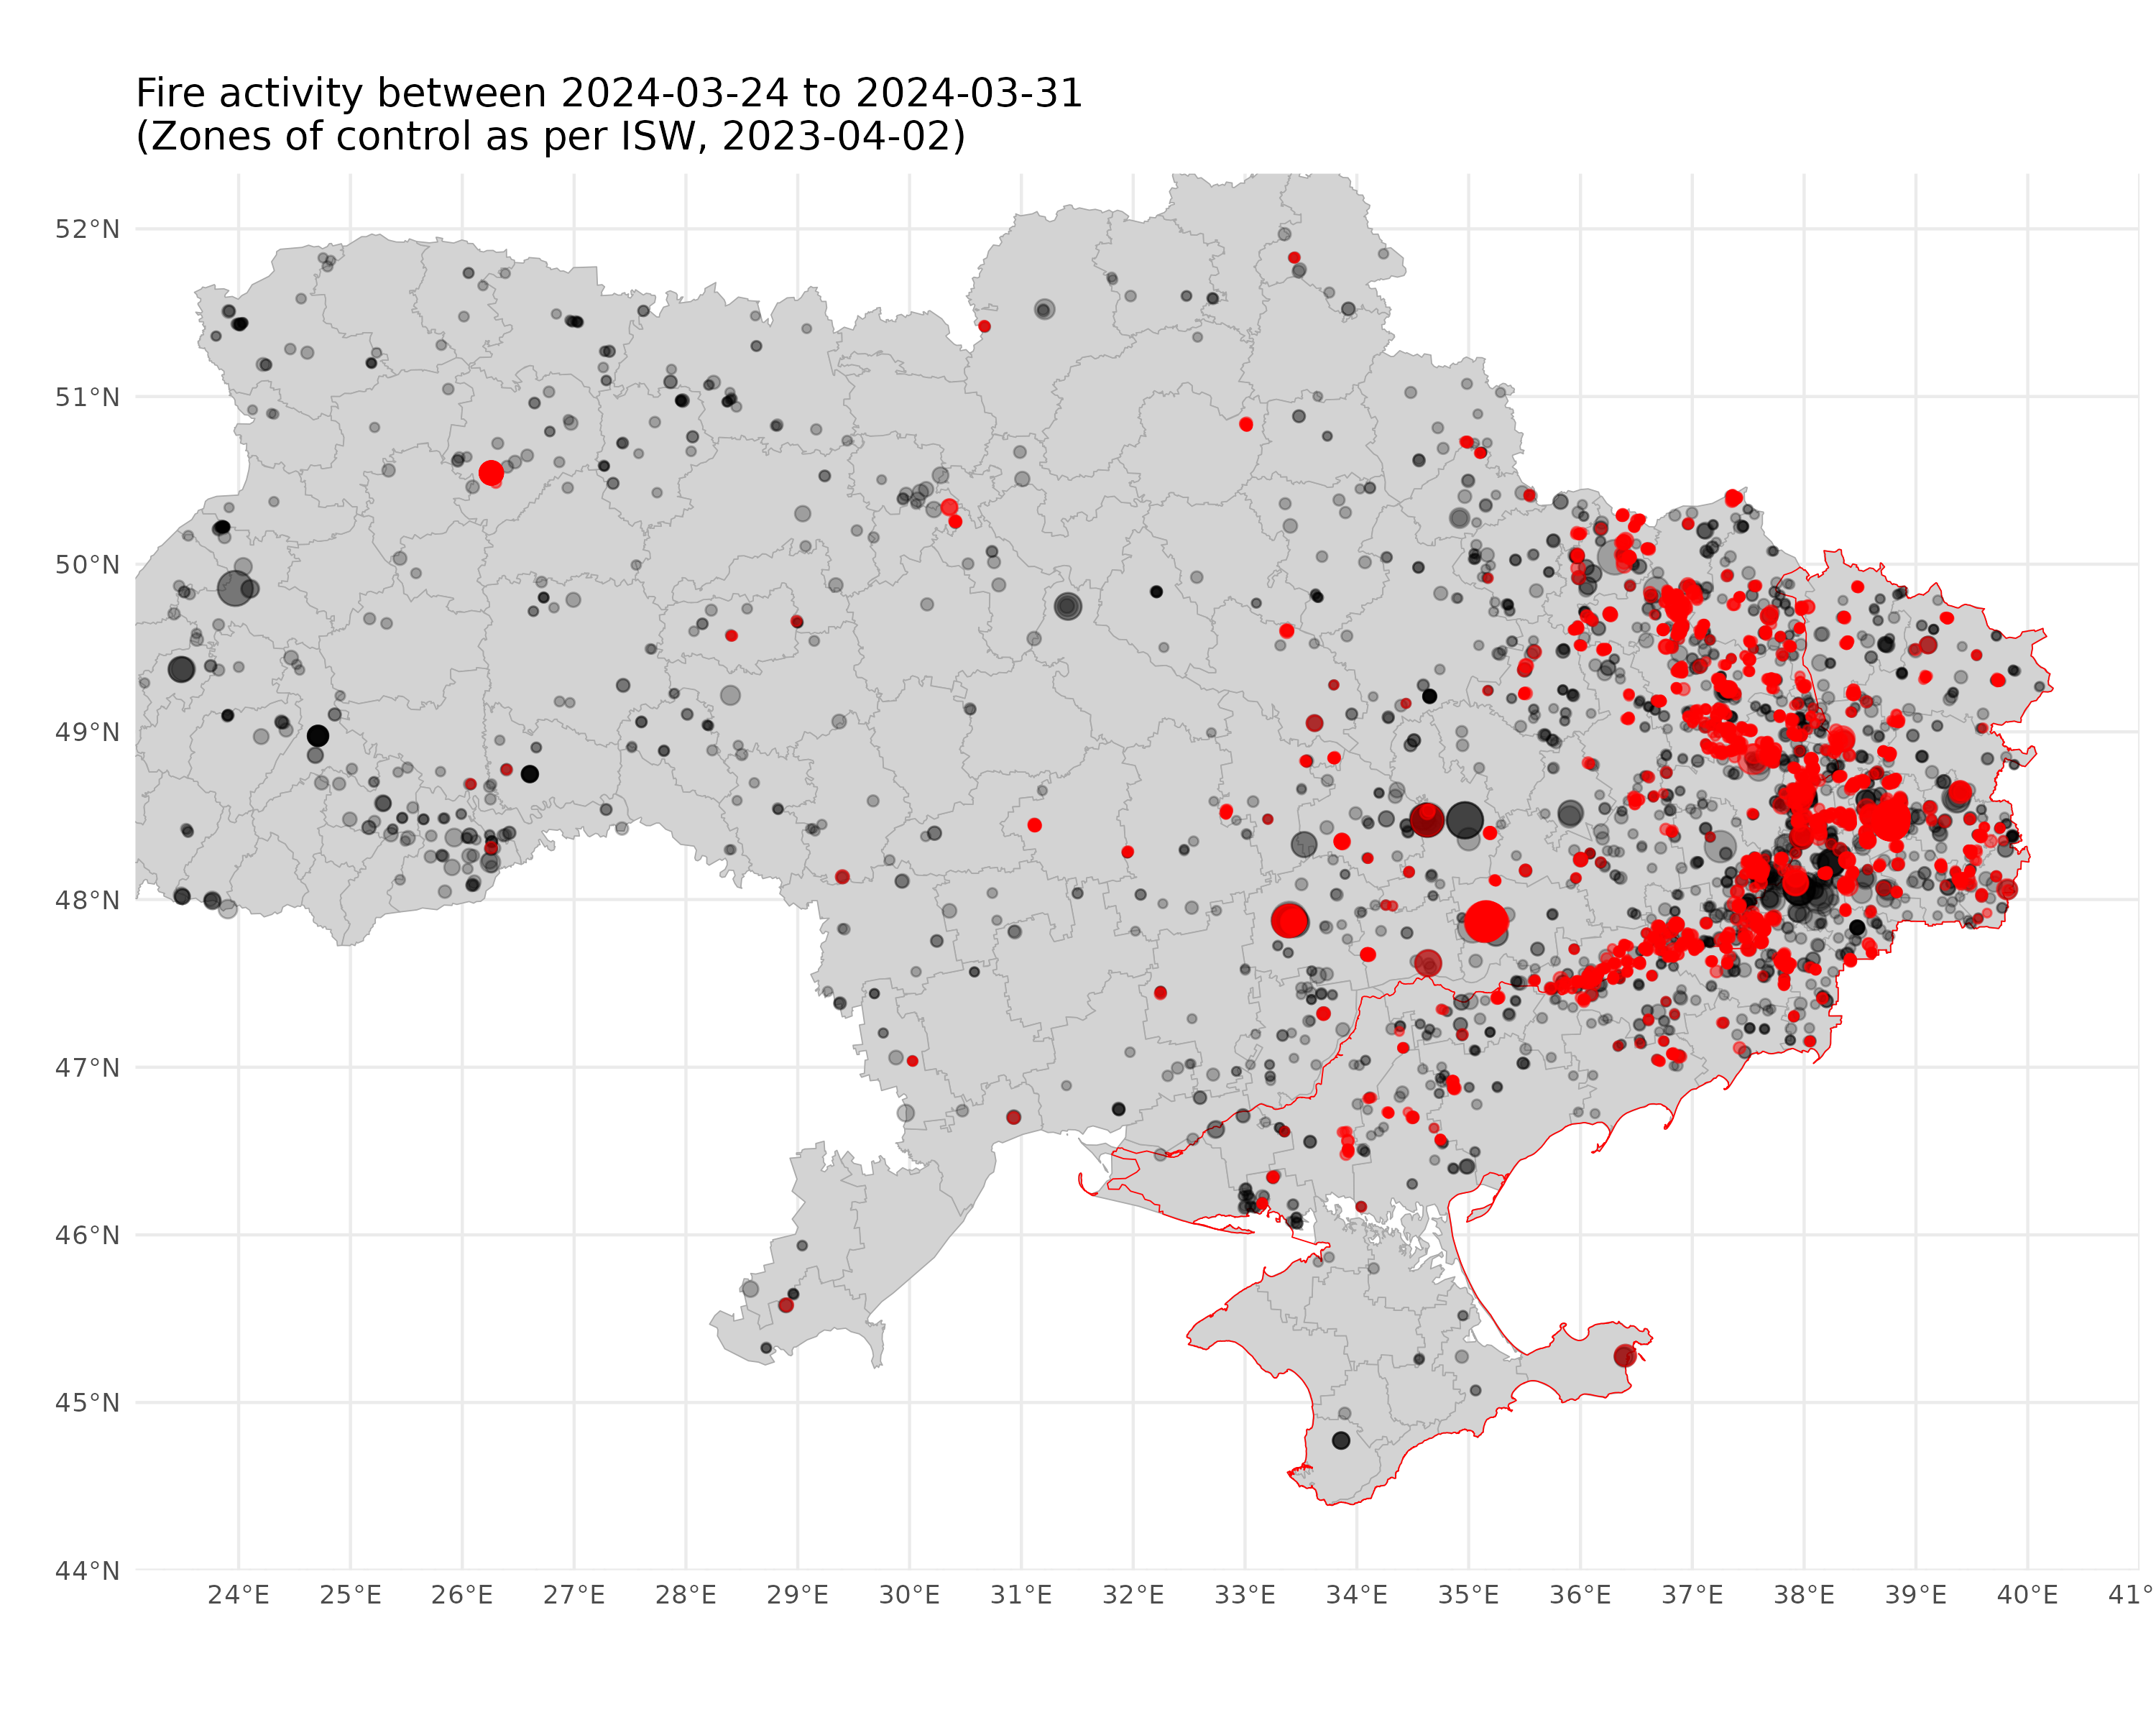 Fire activity between 2024-03-24 to 2024-03-31
(Zones of control as per ISW, 2023-04-02)
52°N
51°N
50°N
49°N
48°N
47°N
46°N
45°N
44°N
24°E 25°E 26°E 27°E 28°E 29°E 30°E 31°E 32°E 33°E 34°E 35°E 36°E 37°E 38°E 39°E 40°E 41°